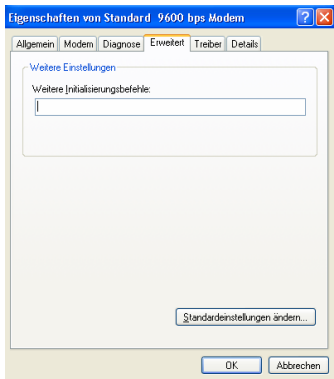 Eigenschaften von Standard 9600 bps Modem
Allgemein Modem Diagnose Erweitert Treiber Details
Weitere Einstellungen
Weitere Initialisierungsbefehle:
Standardeinstellungen ändern...
OK Abbrechen